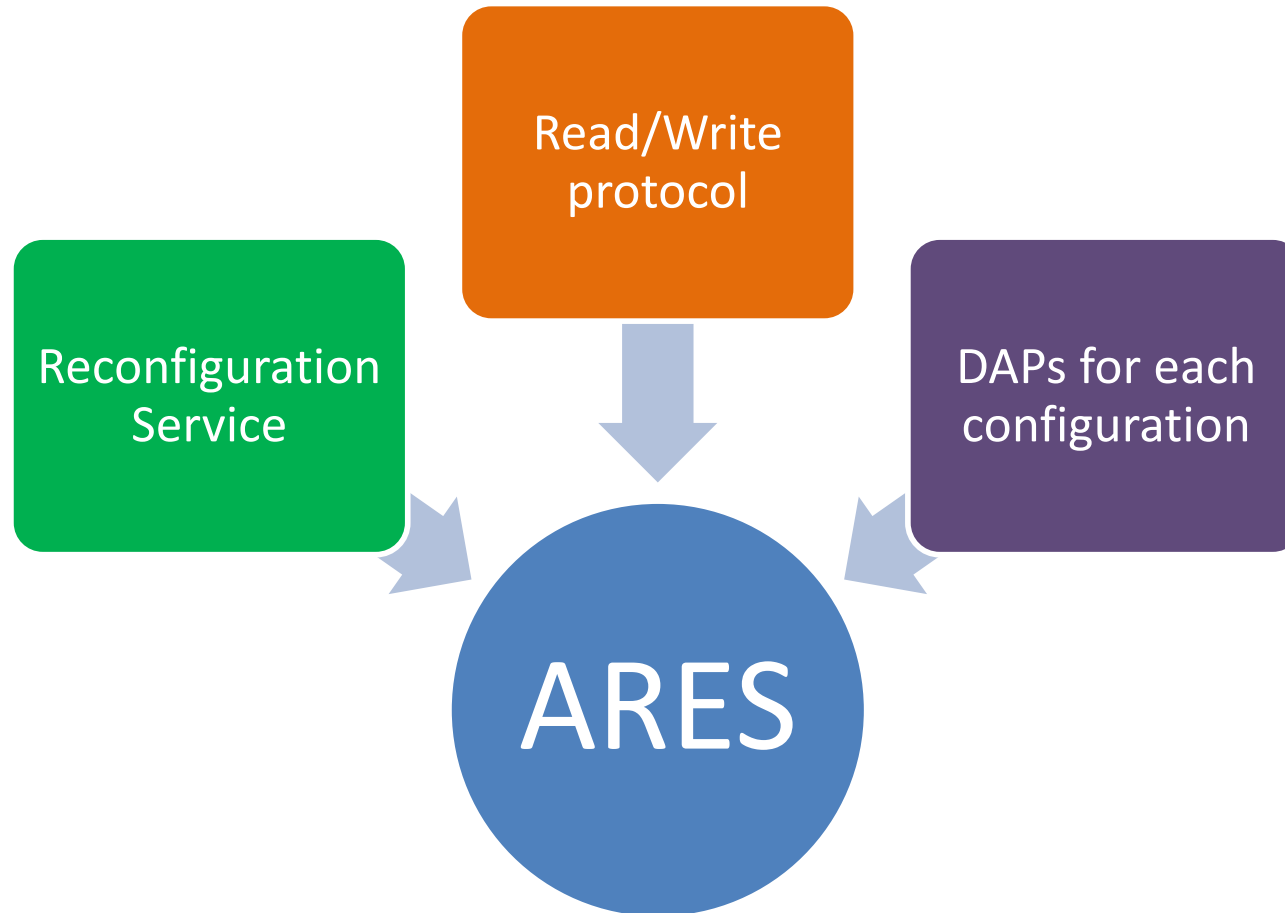 Read/Write
protocol
Reconfiguration
Service
DAPs for each
configuration
ARES